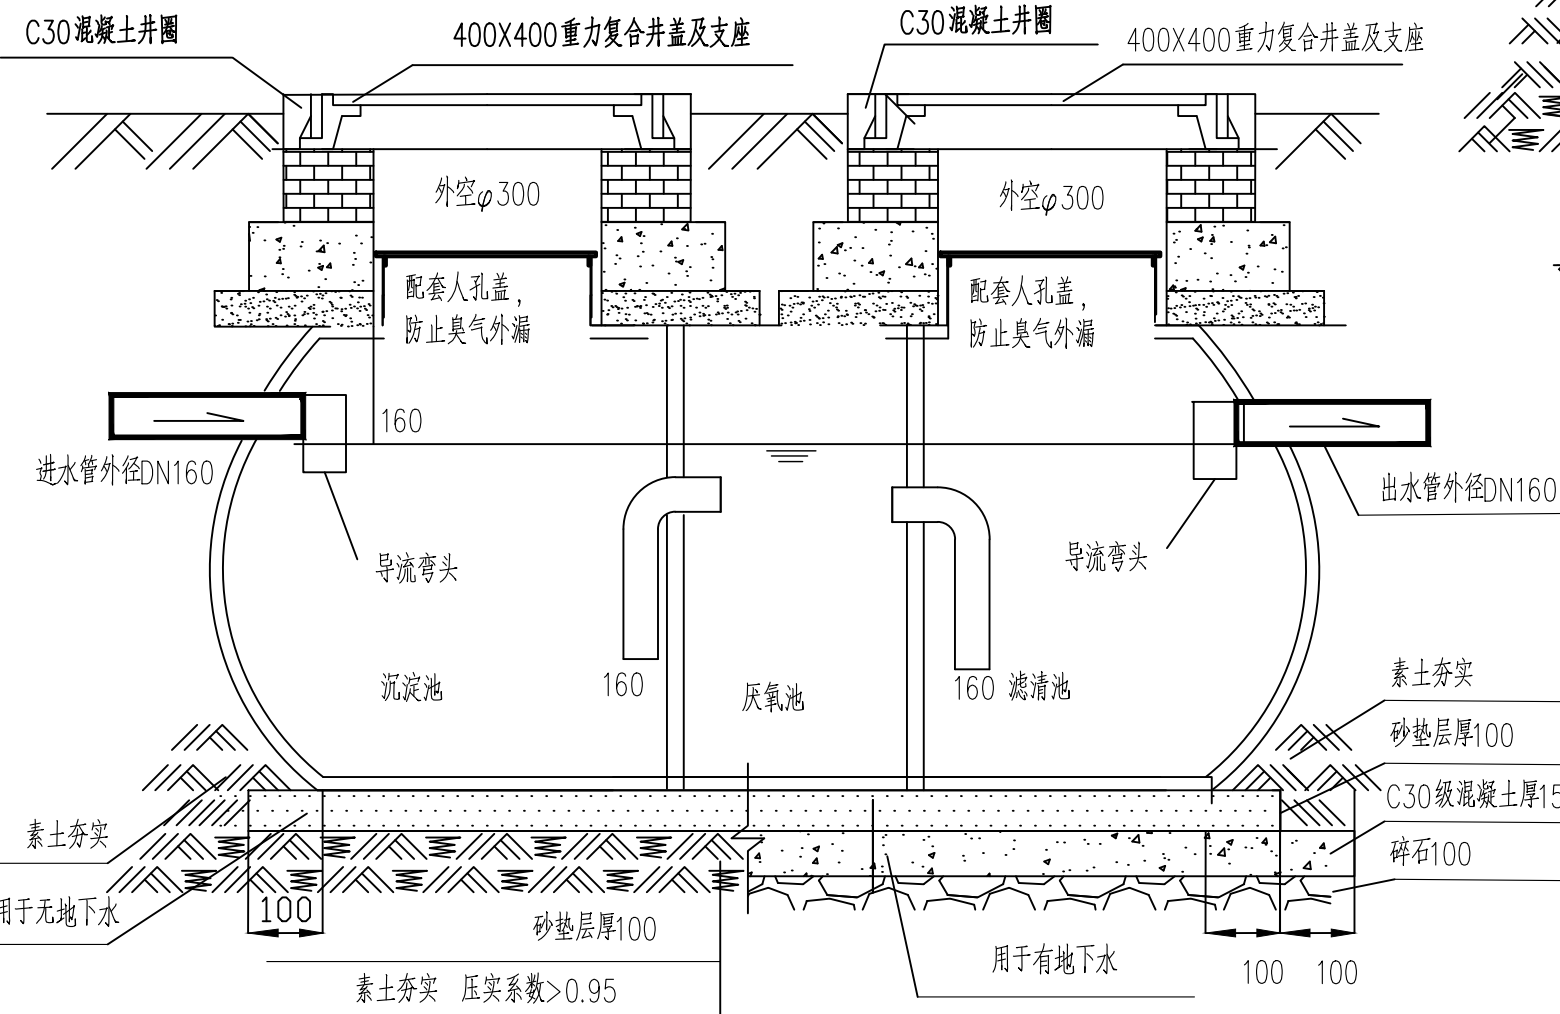 C30混凝土井圈
400X400重力复合井盖及支座
C30混凝土井圈
400X400重力复合井盖及支座
外空φ300
外空φ300
配套人孔盖,
防止臭气外漏
配套人孔盖,
防止臭气外漏
160
进水管外径DN160
出水管外径DN160
导流弯头
导流弯头
沉淀池
160
厌氧池
160
滤清池
素土夯实
砂垫层厚100
C30级混凝土厚15
碎石100
素土夯实
用于无地下水
100
砂垫层厚100
素土夯实 压实系数>0.95
用于有地下水
100
100